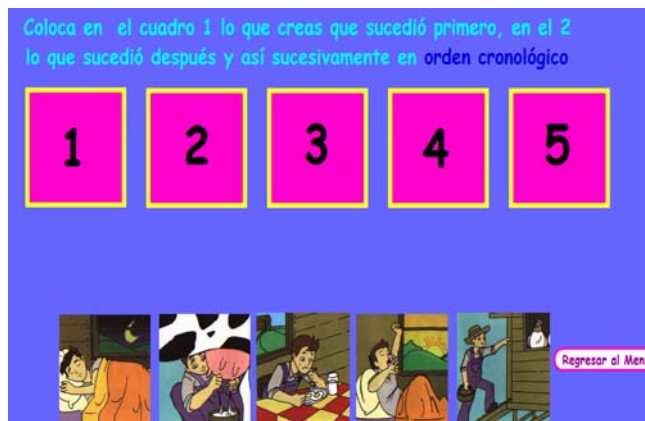 Coloca en el cuadro 1 lo que creas que sucedió primero, en el 2
lo que sucedió después y así sucesivamente en orden cronológico
1 2 3 4 5
Regresar al Men